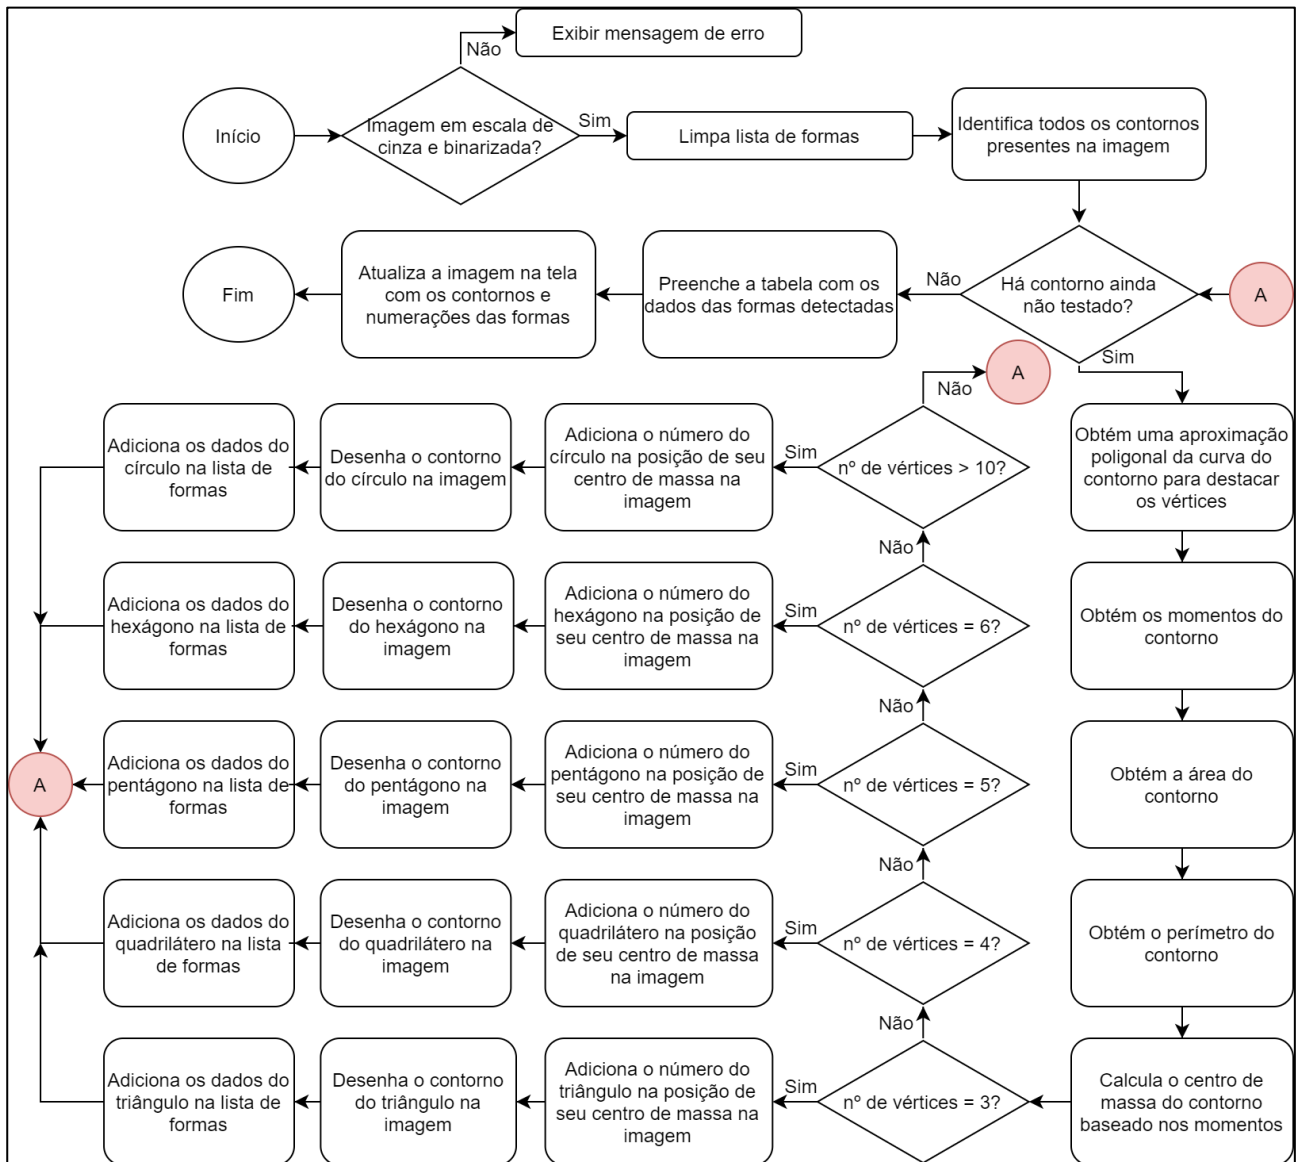 Exibir mensagem de erro
Não
Início
Imagem em escala de
cinza e binarizada?
Sim
Limpa lista de formas
Identifica todos os contornos
presentes na imagem
Fim
Atualiza a imagem na tela
com os contornos e
numerações das formas
Preenche a tabela com os
dados das formas detectadas
Não
Há contorno ainda
não testado?
A
Sim
A
Não
Adiciona os dados do
círculo na lista de
formas
Desenha o contorno
do círculo na imagem
Adiciona o número do
círculo na posição de seu
centro de massa na
imagem
Sim
nº de vértices > 10?
Obtém uma aproximação
poligonal da curva do
contorno para destacar
os vértices
Não
Adiciona os dados do
hexágono na lista de
formas
Desenha o contorno
do hexágono na
imagem
Adiciona o número do
hexágono na posição de
seu centro de massa na
imagem
Sim
nº de vértices = 6?
Obtém os momentos do
contorno
Não
A
Adiciona os dados do
pentágono na lista de
formas
Desenha o contorno
do pentágono na
imagem
Adiciona o número do
pentágono na posição de
seu centro de massa na
imagem
Sim
nº de vértices = 5?
Obtém a área do
contorno
Não
Adiciona os dados do
quadrilátero na lista
de formas
Desenha o contorno
do quadrilátero na
imagem
Adiciona o número do
quadrilátero na posição
de seu centro de massa
na imagem
Sim
nº de vértices = 4?
Obtém o perímetro do
contorno
Não
Adiciona os dados do
triângulo na lista de
formas
Desenha o contorno
do triângulo na
imagem
Adiciona o número do
triângulo na posição de
seu centro de massa na
imagem
Sim
nº de vértices = 3?
Calcula o centro de
massa do contorno
baseado nos momentos